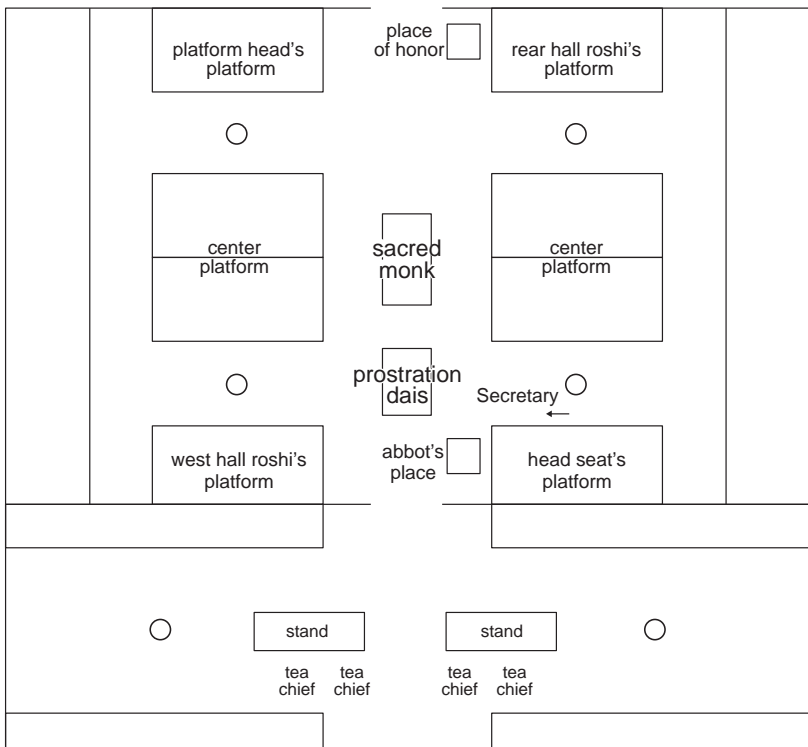 platform head's
platform
place
of honor
rear hall roshi's
platform
center
platform
sacred
monk
center
platform
prostration
dais
Secretary
west hall roshi's
platform
abbot's
place
head seat's
platform
stand
stand
tea
chief
tea
chief
tea
chief
tea
chief